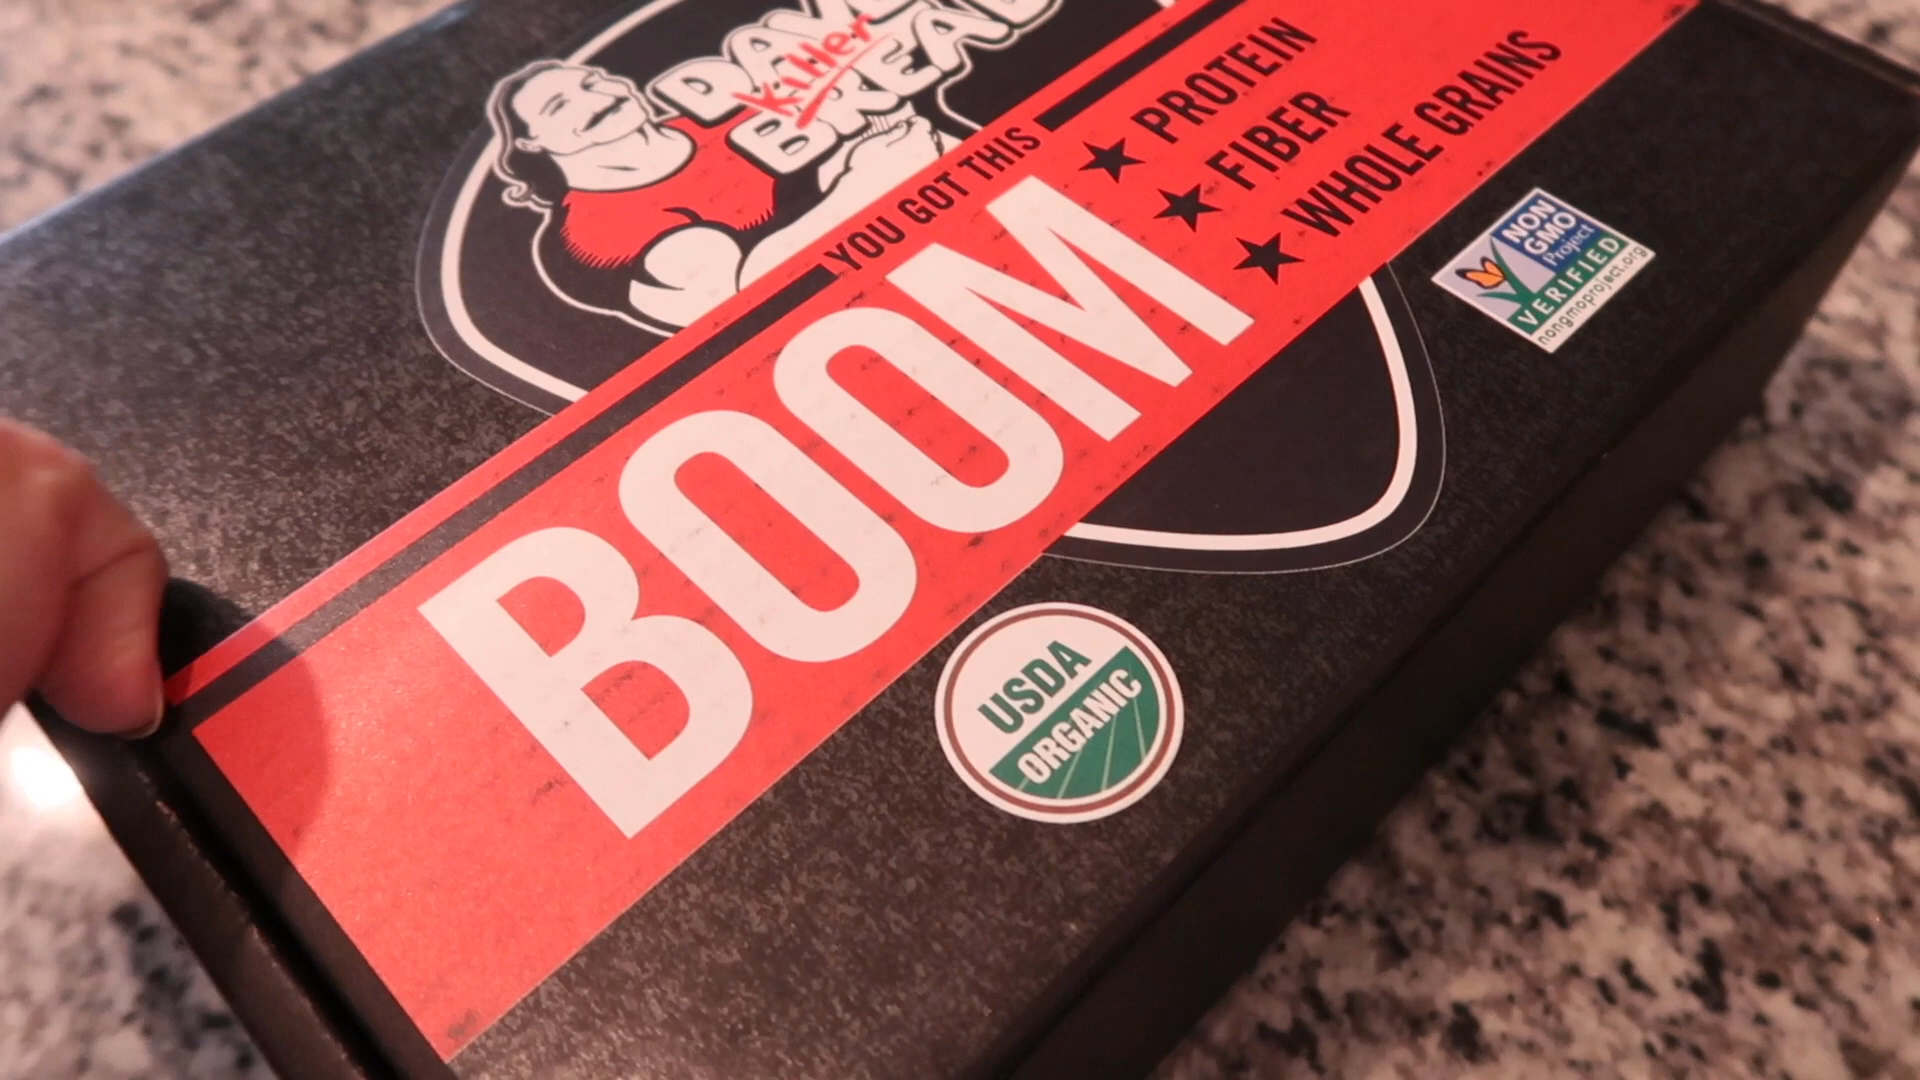 Killer
BREAD
YOU GOT THIS
BOOM
★ PROTEIN
★ FIBER
★ WHOLE GRAINS
NON
GMO
Project
VERIFIED
nongmoproject.org
USDA
ORGANIC